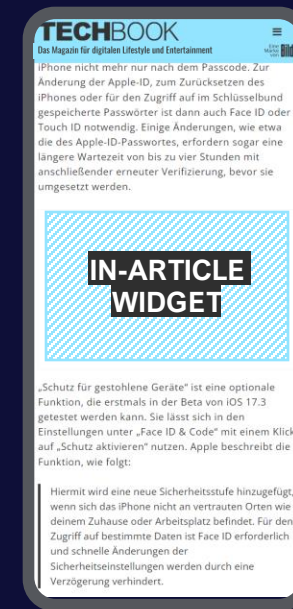 TECHBOOK
Das Magazin für digitalen Lifestyle und Entertainment
Eine Marke von Bild
iPhone nicht mehr nur nach dem Passcode. Zur
Änderung der Apple-ID, zum Zurücksetzen des
iPhones oder für den Zugriff auf im Schlüsselbund
gespeicherte Passwörter ist dann auch Face ID oder
Touch ID notwendig. Einige Änderungen, wie etwa
die des Apple-ID-Passwortes, erfordern sogar eine
längere Wartezeit von bis zu vier Stunden mit
anschließender erneuter Verifizierung, bevor sie
umgesetzt werden.
IN-ARTICLE
WIDGET
„Schutz für gestohlene Geräte“ ist eine optionale
Funktion, die erstmals in der Beta von iOS 17.3
getestet werden kann. Sie lässt sich in den
Einstellungen unter „Face ID & Code“ mit einem Klick
auf „Schutz aktivieren“ nutzen. Apple beschreibt die
Funktion, wie folgt:
Hiermit wird eine neue Sicherheitsstufe hinzugefügt,
wenn sich das iPhone nicht an vertrauten Orten wie
deinem Zuhause oder Arbeitsplatz befindet. Für den
Zugriff auf bestimmte Daten ist Face ID erforderlich
und schnelle Änderungen der
Sicherheitseinstellungen werden durch eine
Verzögerung verhindert.